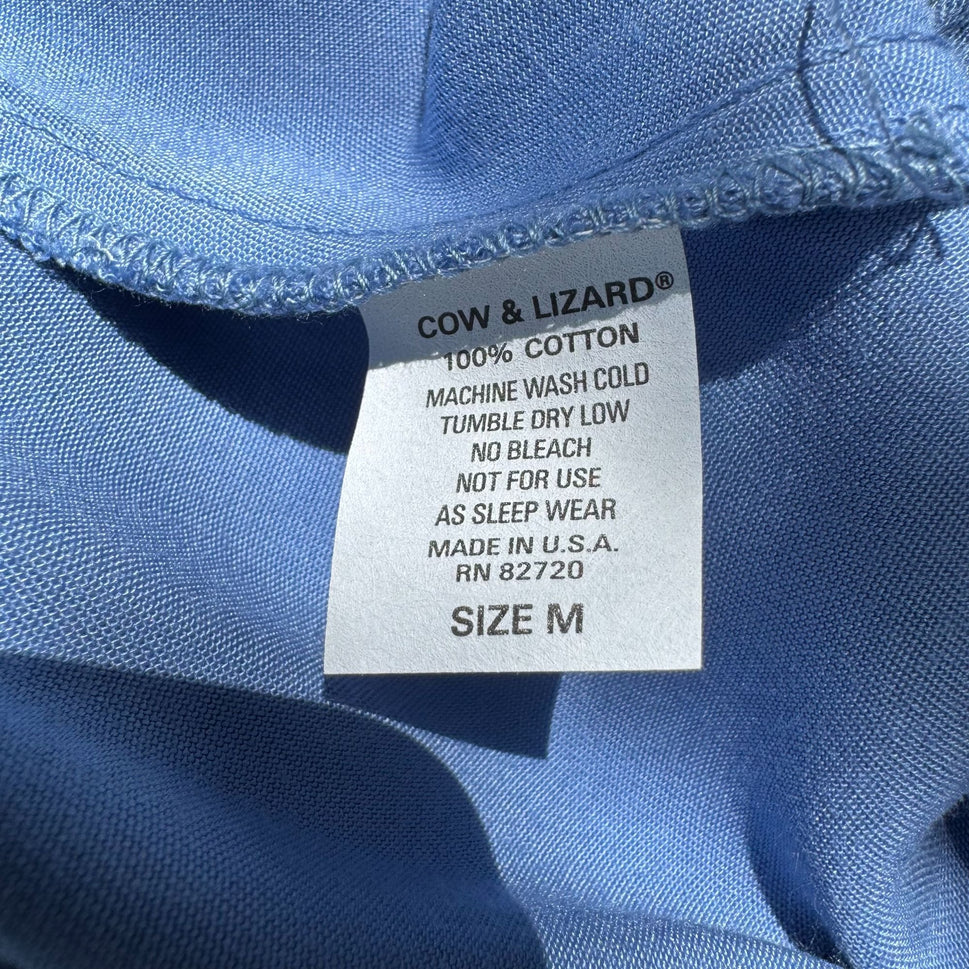 COW & LIZARD®
100% COTTON
MACHINE WASH COLD
TUMBLE DRY LOW
NO BLEACH
NOT FOR USE
AS SLEEP WEAR
MADE IN U.S.A.
RN 82720
SIZE M